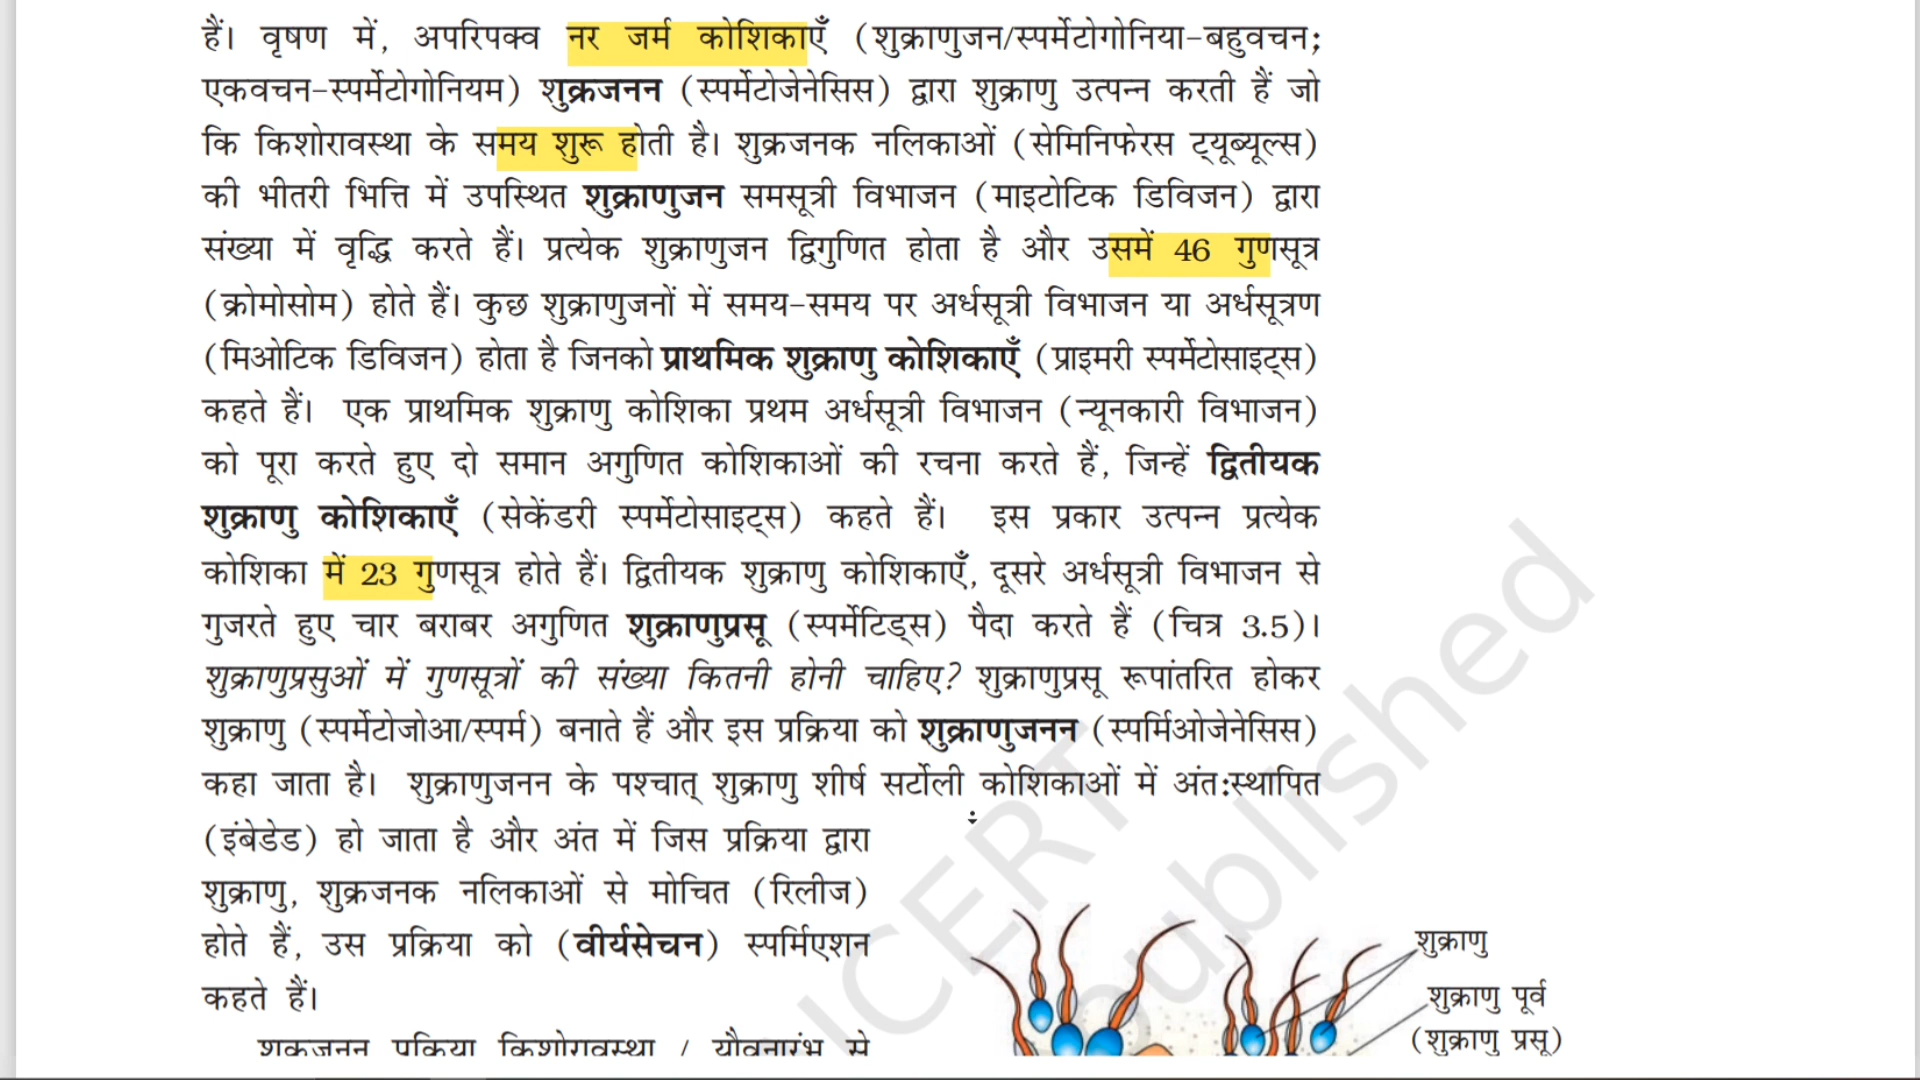 हैं। वृषण में, अपरिपक्व नर जर्म कोशिकाएँ (शुक्राणुजन/स्पर्मेटोगोनिया-बहुवचन;
एकवचन-स्पर्मेटोगोनियम) शुक्रजनन (स्पर्मेटोजेनेसिस) द्वारा शुक्राणु उत्पन्न करती हैं जो
कि किशोरावस्था के समय शुरू होती है। शुक्रजनक नलिकाओं (सेमिनिफेरस ट्यूब्यूल्स)
की भीतरी भित्ति में उपस्थित शुक्राणुजन समसूत्री विभाजन (माइटोटिक डिविजन) द्वारा
संख्या में वृद्धि करते हैं। प्रत्येक शुक्राणुजन द्विगुणित होता है और उसमें 46 गुणसूत्र
(क्रोमोसोम) होते हैं। कुछ शुक्राणुजनों में समय-समय पर अर्धसूत्री विभाजन या अर्धसूत्रण
(मिओटिक डिविजन) होता है जिनको प्राथमिक शुक्राणु कोशिकाएँ (प्राइमरी स्पर्मेटोसाइट्स)
कहते हैं। एक प्राथमिक शुक्राणु कोशिका प्रथम अर्धसूत्री विभाजन (न्यूनकारी विभाजन)
को पूरा करते हुए दो समान अगुणित कोशिकाओं की रचना करते हैं, जिन्हें द्वितीयक
शुक्राणु कोशिकाएँ (सेकेंडरी स्पर्मेटोसाइट्स) कहते हैं। इस प्रकार उत्पन्न प्रत्येक
कोशिका में 23 गुणसूत्र होते हैं। द्वितीयक शुक्राणु कोशिकाएँ, दूसरे अर्धसूत्री विभाजन से
गुजरते हुए चार बराबर अगुणित शुक्राणुप्रसू (स्पर्मेटिड्स) पैदा करते हैं (चित्र 3.5)।
शुक्राणुप्रसुओं में गुणसूत्रों की संख्या कितनी होनी चाहिए? शुक्राणुप्रसू रूपांतरित होकर
शुक्राणु (स्पर्मेटोजोआ/स्पर्म) बनाते हैं और इस प्रक्रिया को शुक्राणुजनन (स्पर्मिओजेनेसिस)
कहा जाता है। शुक्राणुजनन के पश्चात् शुक्राणु शीर्ष सर्टोली कोशिकाओं में अंतःस्थापित
(इंबेडेड) हो जाता है और अंत में जिस प्रक्रिया द्वारा
शुक्राणु, शुक्रजनक नलिकाओं से मोचित (रिलीज)
होते हैं, उस प्रक्रिया को (वीर्यसेचन) स्पर्मिएशन
कहते हैं।
शुक्रजनन प्रक्रिया किशोरावस्था / यौवनारंभ से
शुक्राणु
शुक्राणु पूर्व
(शुक्राणु प्रसू)
NCERT
published